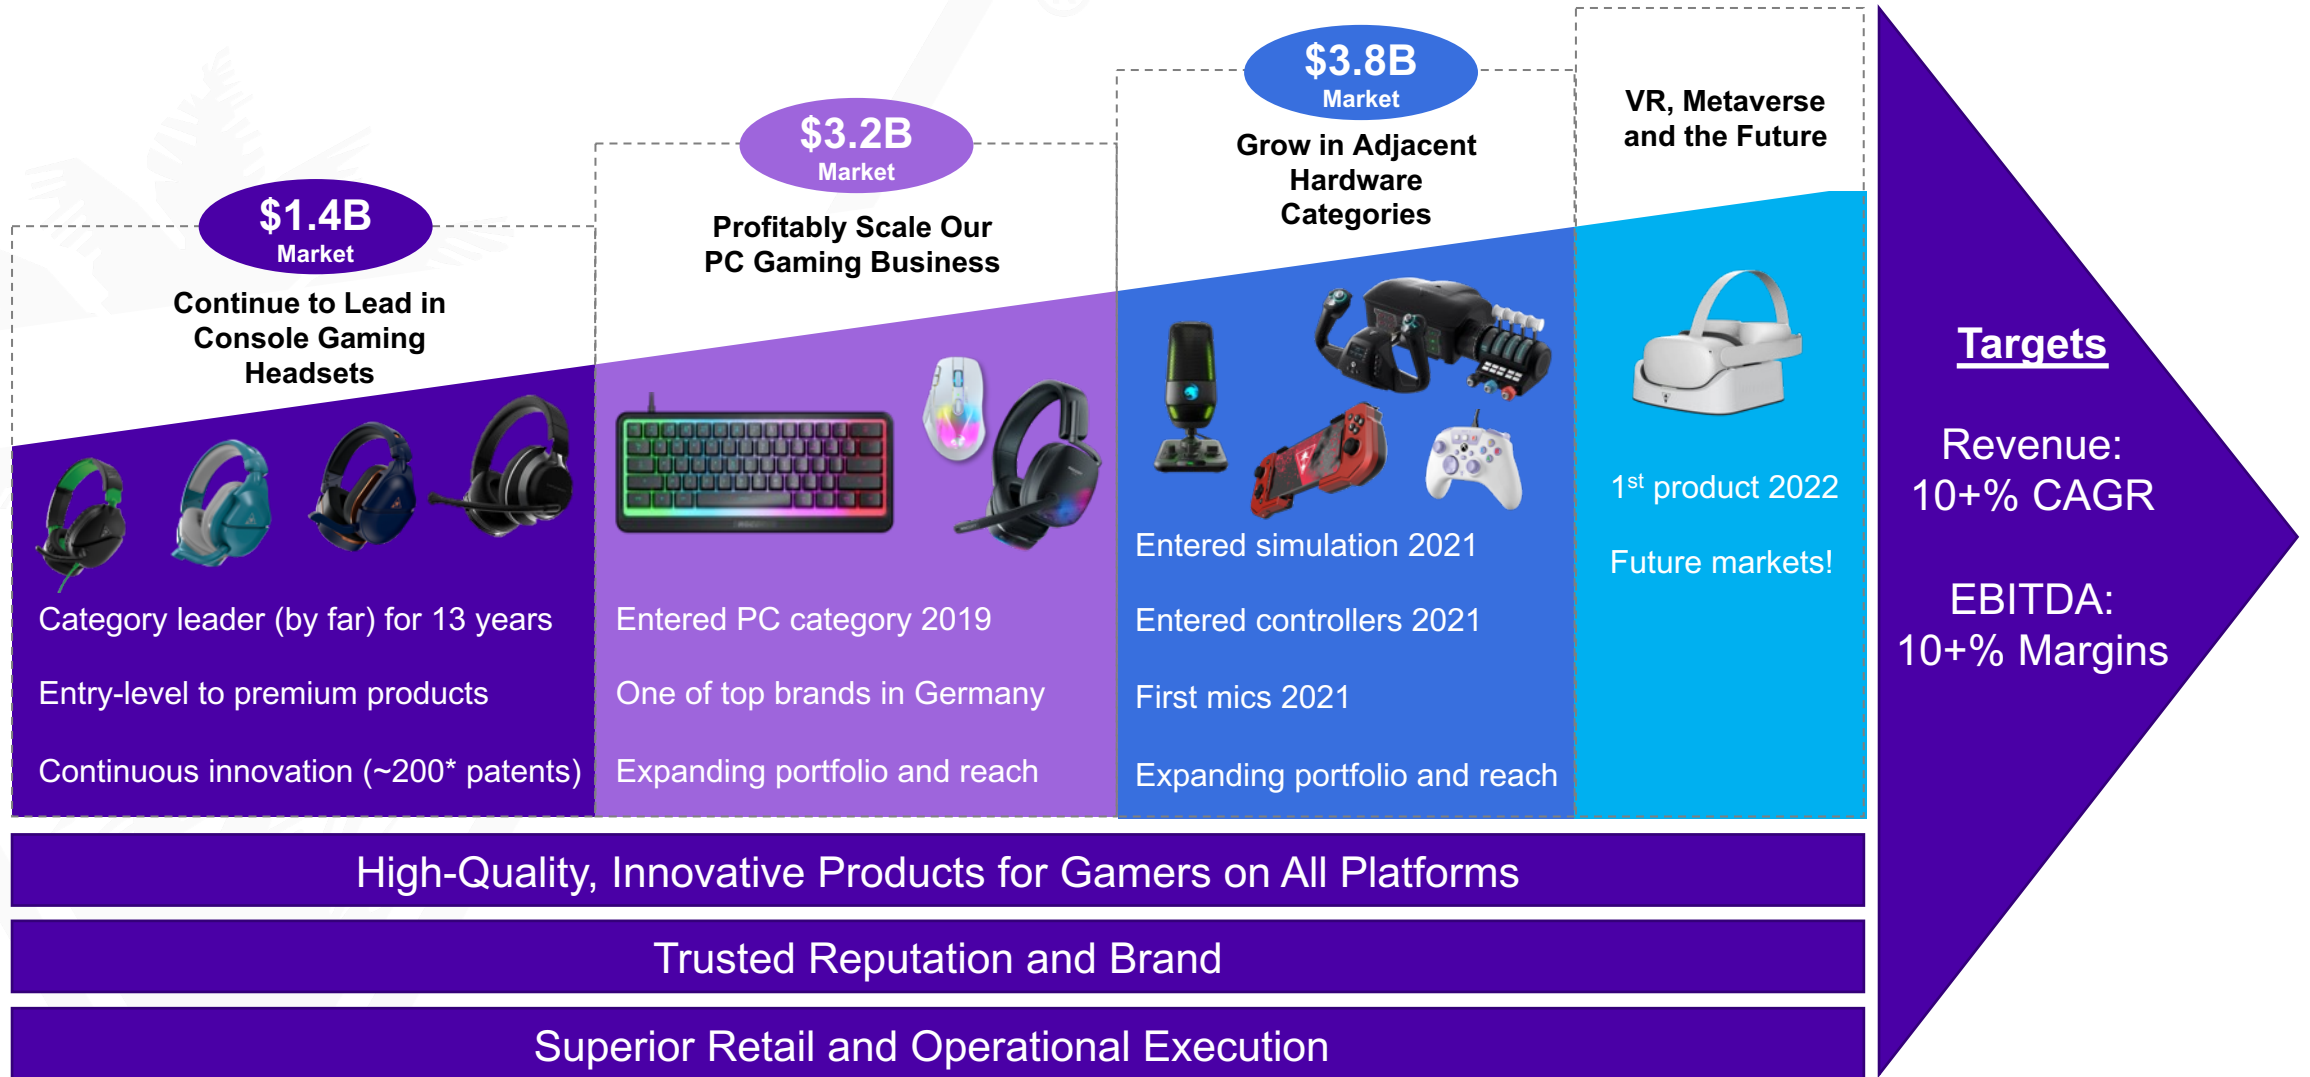 $1.4B
Market
Continue to Lead in
Console Gaming
Headsets
Category leader (by far) for 13 years
Entry-level to premium products
Continuous innovation (~200* patents)
$3.2B
Market
Profitably Scale Our
PC Gaming Business
Entered PC category 2019
One of top brands in Germany
Expanding portfolio and reach
$3.8B
Market
Grow in Adjacent
Hardware
Categories
Entered simulation 2021
Entered controllers 2021
First mics 2021
Expanding portfolio and reach
VR, Metaverse
and the Future
1st product 2022
Future markets!
Targets
Revenue:
10+% CAGR
EBITDA:
10+% Margins
High-Quality, Innovative Products for Gamers on All Platforms
Trusted Reputation and Brand
Superior Retail and Operational Execution